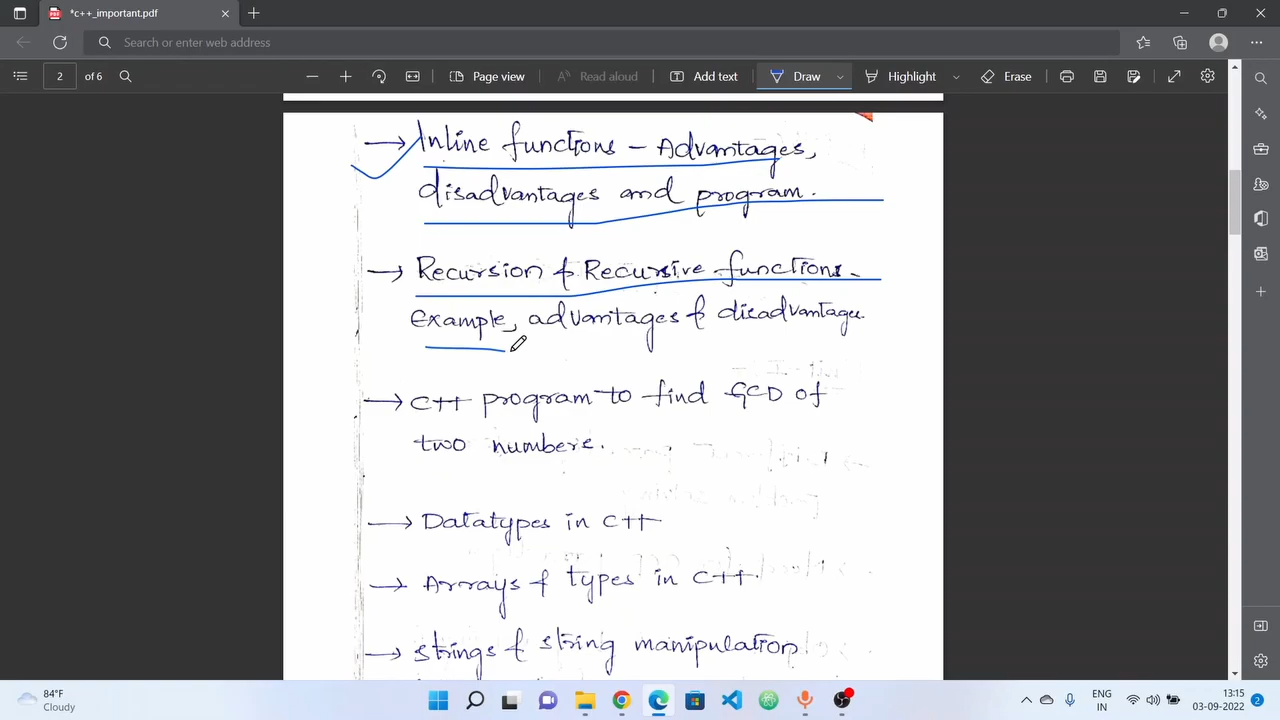 *c++_important.pdf
Search or enter web address
2 of 6
Page view
Read aloud
Add text
Draw
Highlight
Erase
→ Inline functions - Advantages,
disadvantages and program.
→ Recursion & Recursive functions-
example, advantages & disadvantages.
→ C++ program to find GCD of
two numbers.
→ Datatypes in C++
→ Arrays & types in C++.
→ strings & string manipulation
84°F
Cloudy
ENG
IN
13:15
03-09-2022
2